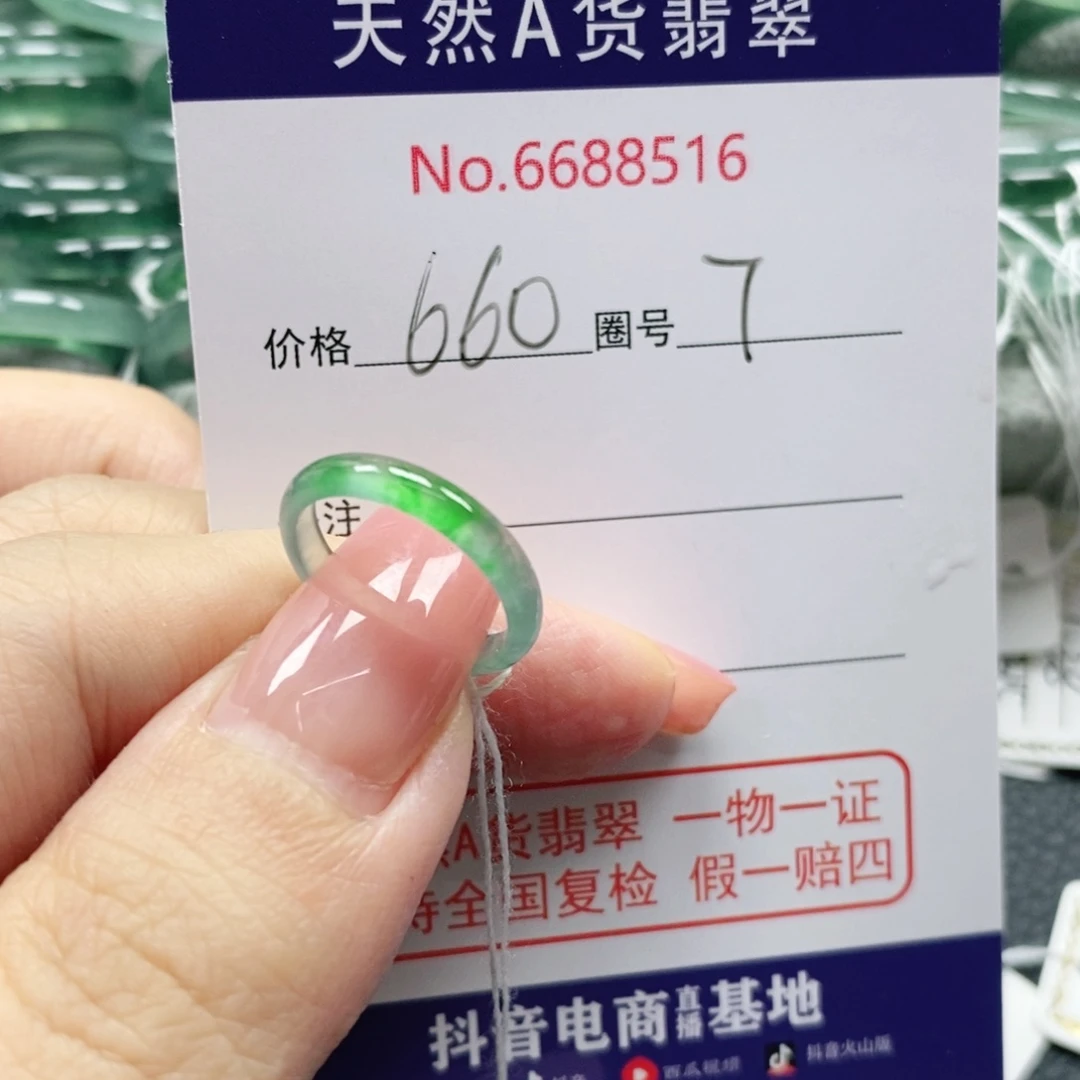 天然A货翡翠
No.6688516
价格 660 圈号 7
注
A货翡翠 一物一证
持全国复检 假一赔四
抖音电商直播基地
抖音 西瓜视频 抖音火山版